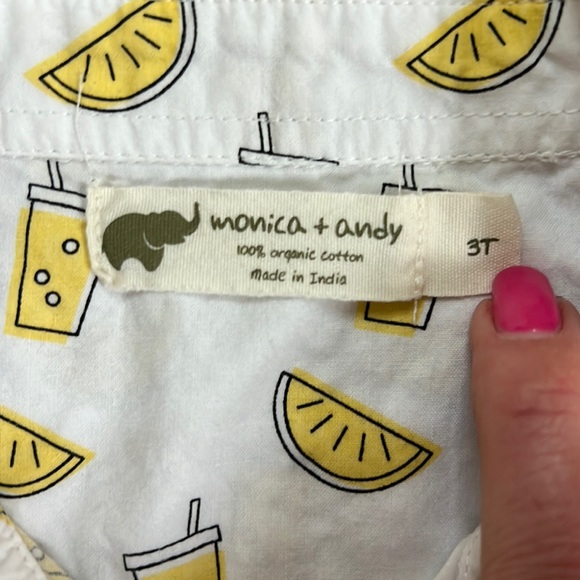 monica + andy
100% organic cotton
made in India
3T